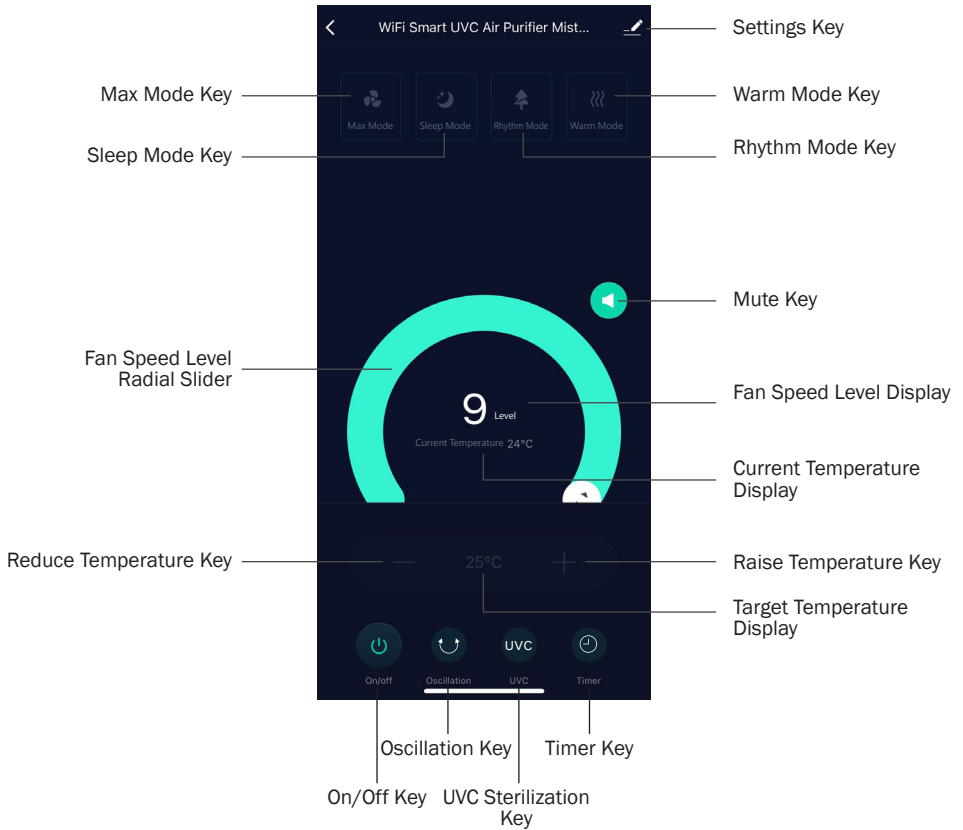 WiFi Smart UVC Air Purifier Mist...
Settings Key
Max Mode Key
Warm Mode Key
Max Mode
Sleep Mode
Rhythm Mode
Warm Mode
Sleep Mode Key
Rhythm Mode Key
Mute Key
Fan Speed Level
Radial Slider
Fan Speed Level Display
9 Level
Current Temperature 24°C
Current Temperature
Display
Reduce Temperature Key
25°C
Raise Temperature Key
Target Temperature
Display
UVC
On/off
Oscillation
UVC
Timer
Oscillation Key
Timer Key
On/Off Key
UVC Sterilization
Key